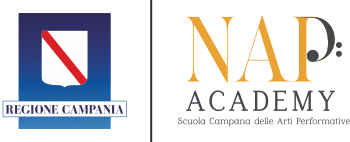 REGIONE CAMPANIA
NAP
ACADEMY
Scuola Campana delle Arti Performative